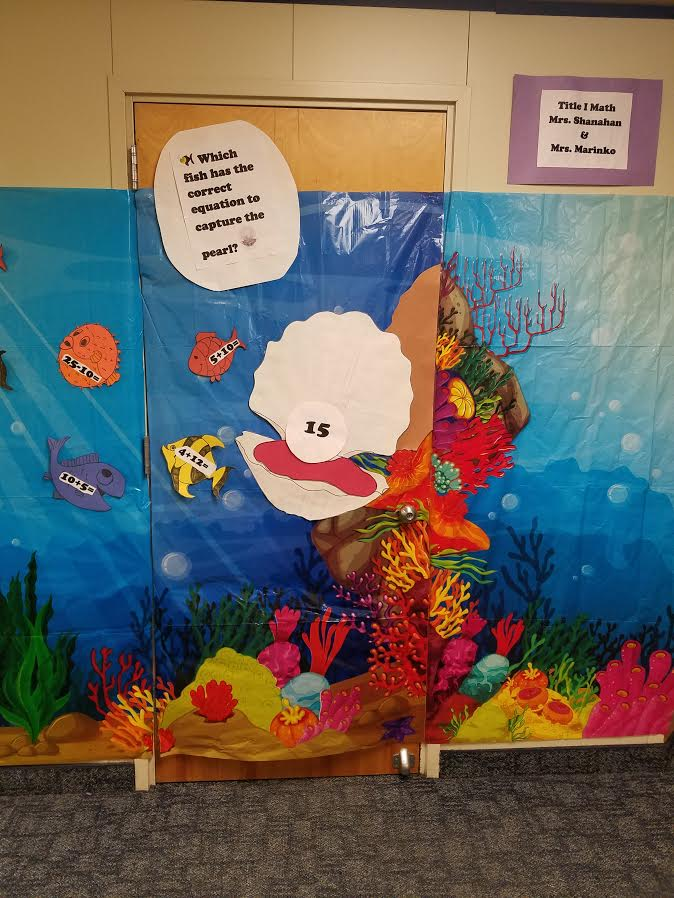 Title I Math
Mrs. Shanahan
&
Mrs. Marinko
Which
fish has the
correct
equation to
capture the
pearl?
25-10=
5+10=
15
4+12=
10+5=